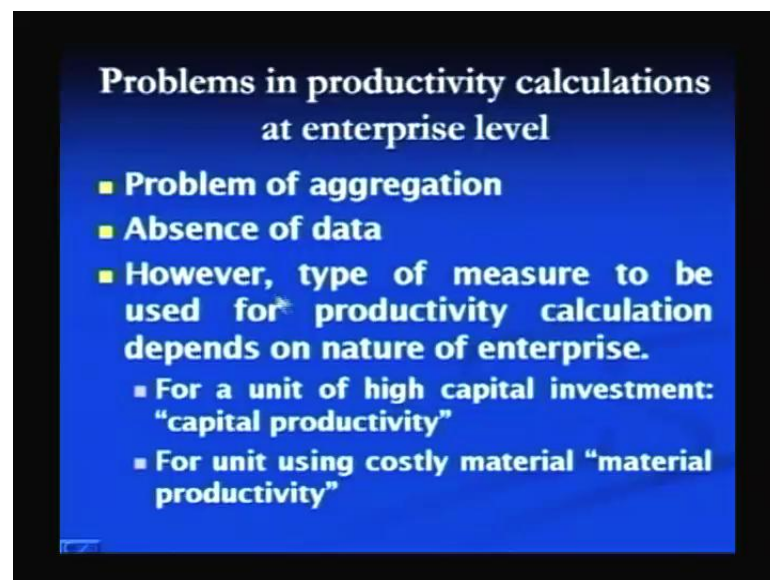 Problems in productivity calculations
at enterprise level
Problem of aggregation
Absence of data
However, type of measure to be
used for productivity calculation
depends on nature of enterprise.
For a unit of high capital investment:
“capital productivity”
For unit using costly material “material
productivity”